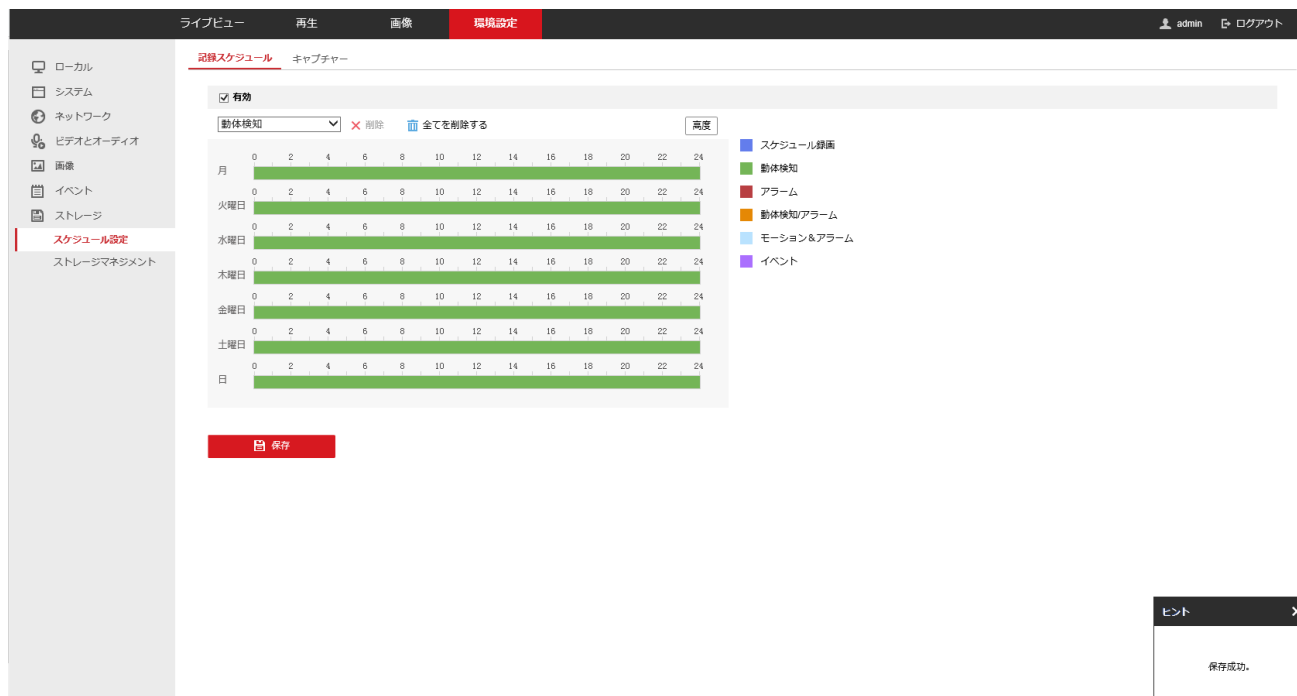 ライブビュー 再生 画像 環境設定 admin ログアウト
ローカル
システム
ネットワーク
ビデオとオーディオ
画像
イベント
ストレージ
スケジュール設定
ストレージマネジメント
記録スケジュール キャプチャー
有効
動体検知 削除 全てを削除する 高度
0 2 4 6 8 10 12 14 16 18 20 22 24
月
0 2 4 6 8 10 12 14 16 18 20 22 24
火曜日
0 2 4 6 8 10 12 14 16 18 20 22 24
水曜日
0 2 4 6 8 10 12 14 16 18 20 22 24
木曜日
0 2 4 6 8 10 12 14 16 18 20 22 24
金曜日
0 2 4 6 8 10 12 14 16 18 20 22 24
土曜日
0 2 4 6 8 10 12 14 16 18 20 22 24
日
スケジュール録画
動体検知
アラーム
動体検知/アラーム
モーション&アラーム
イベント
保存
ヒント
保存成功。